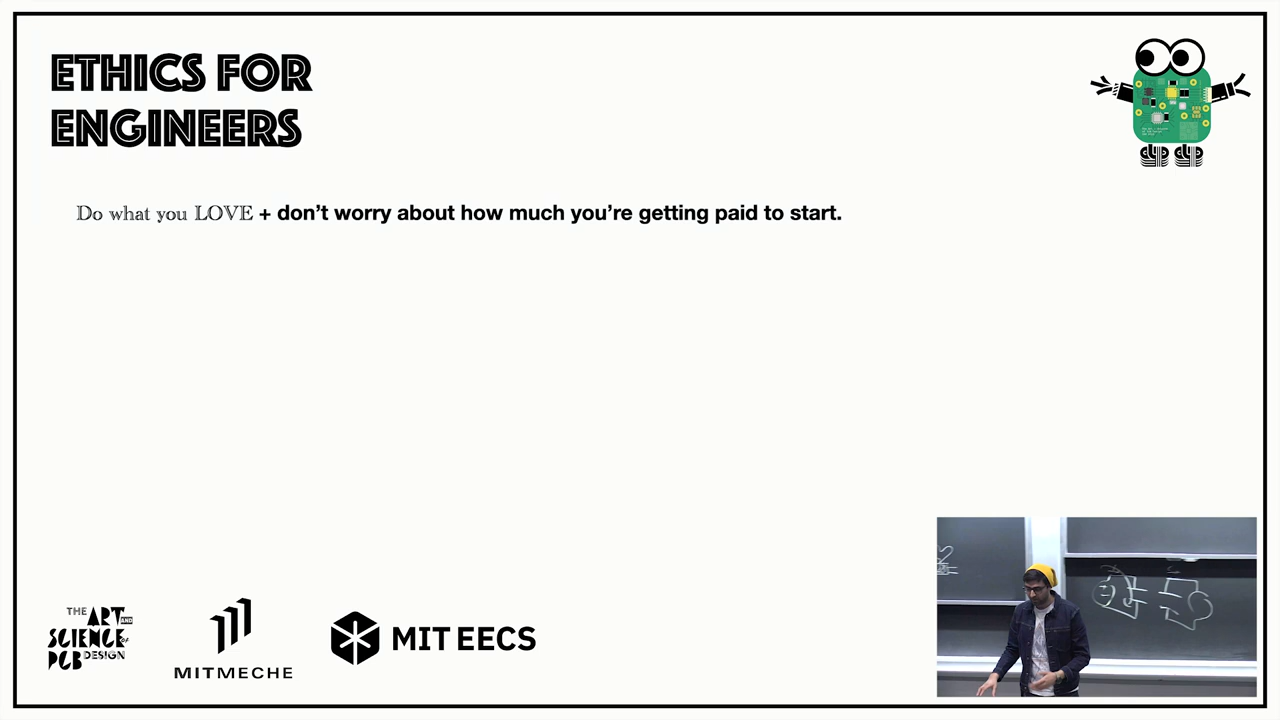 ETHICS FOR
ENGINEERS
Do what you LOVE + don’t worry about how much you’re getting paid to start.
THE ART AND
SCIENCE of
PCB DESIGN
MITMECHE
MIT EECS